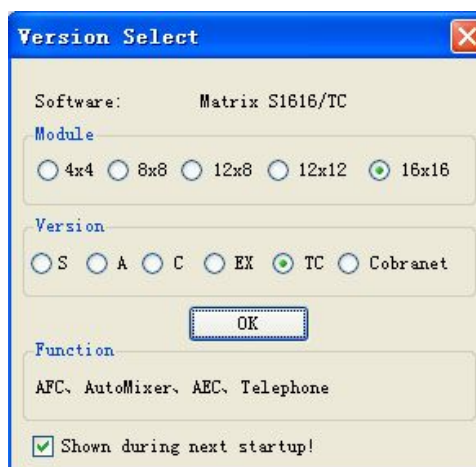 Version Select
Software: Matrix S1616/TC
Module
4x4 8x8 12x8 12x12 16x16
Version
S A C EX TC Cobranet
OK
Function
AFC、AutoMixer、AEC、Telephone
Shown during next startup!